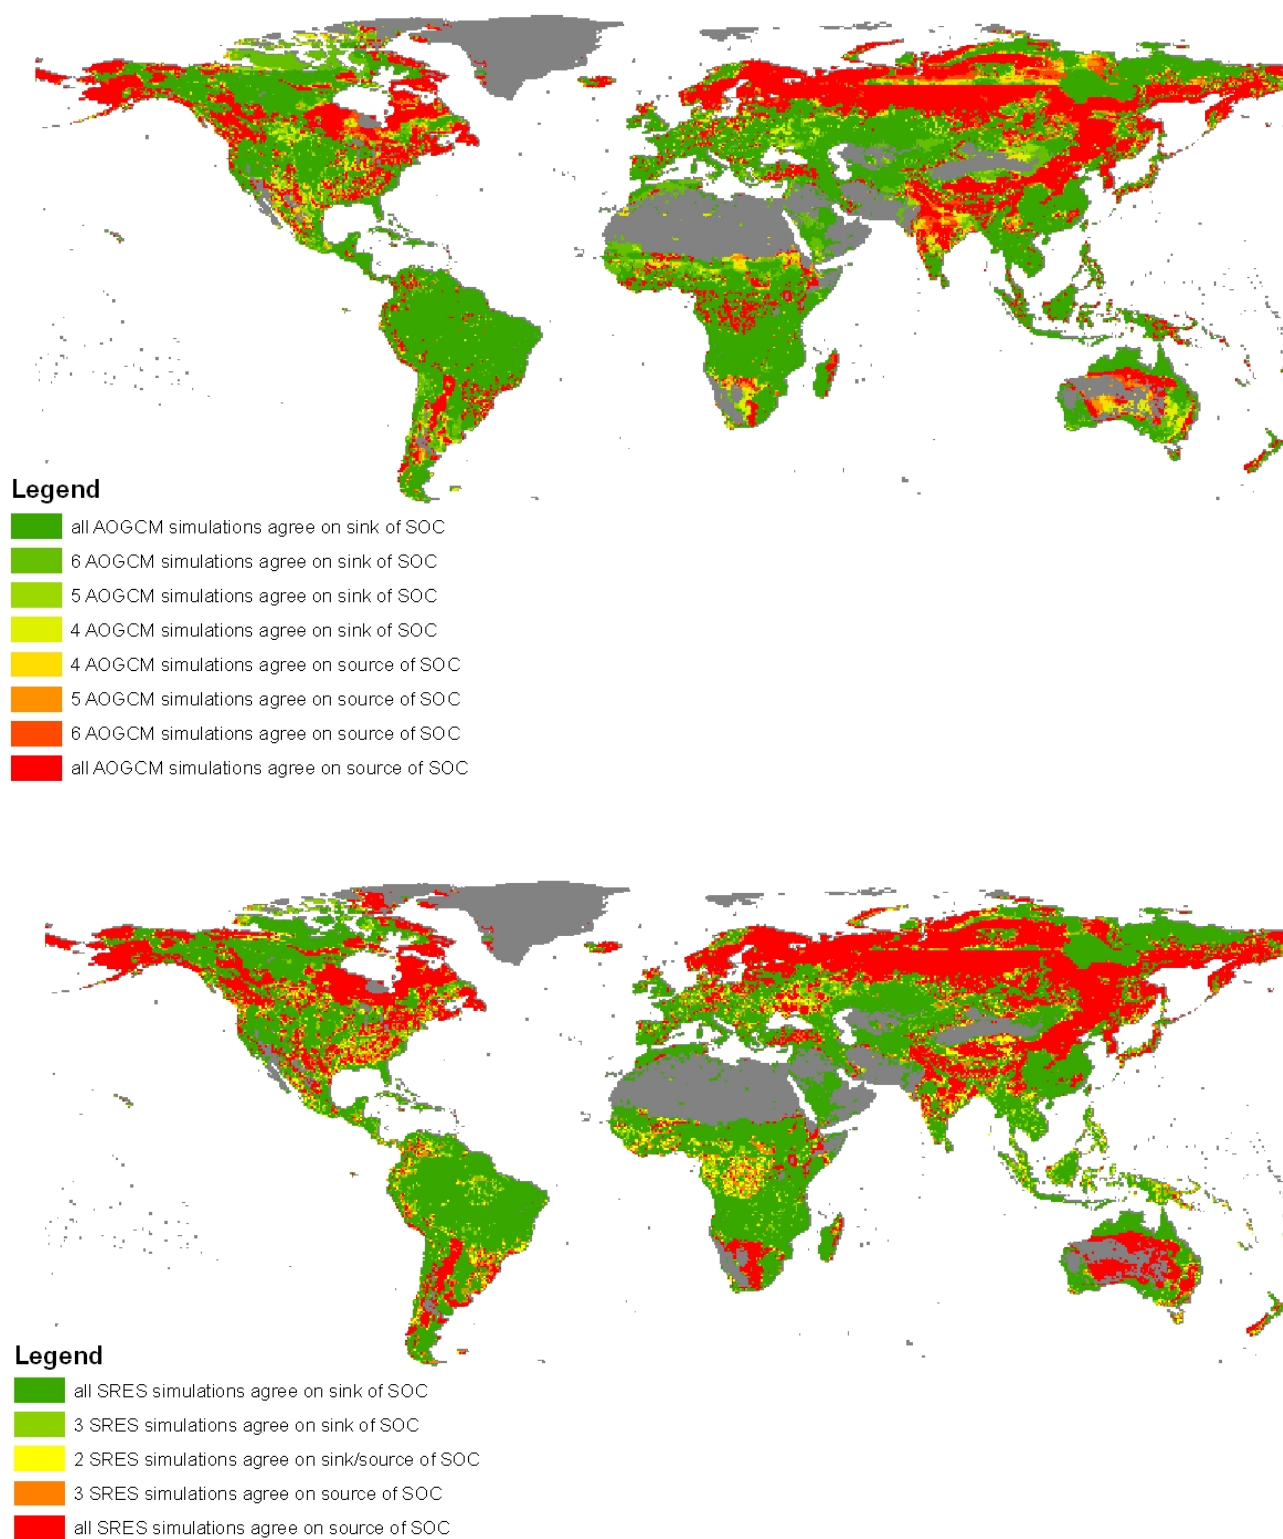 Legend
all AOGCM simulations agree on sink of SOC
6 AOGCM simulations agree on sink of SOC
5 AOGCM simulations agree on sink of SOC
4 AOGCM simulations agree on sink of SOC
4 AOGCM simulations agree on source of SOC
5 AOGCM simulations agree on source of SOC
6 AOGCM simulations agree on source of SOC
all AOGCM simulations agree on source of SOC
Legend
all SRES simulations agree on sink of SOC
3 SRES simulations agree on sink of SOC
2 SRES simulations agree on sink/source of SOC
3 SRES simulations agree on source of SOC
all SRES simulations agree on source of SOC